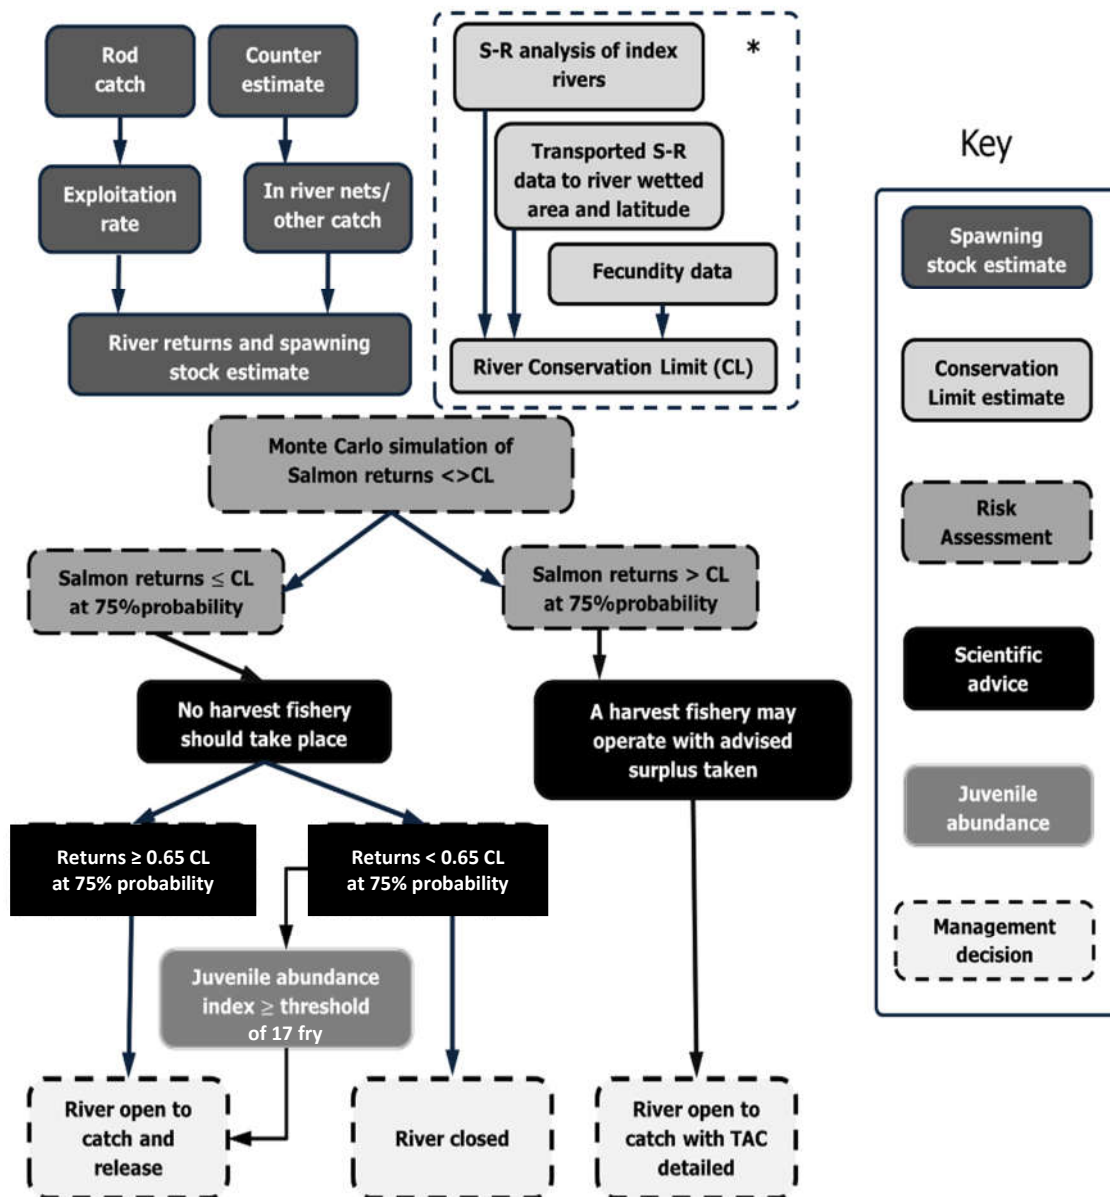 Rod
catch
Counter
estimate
Exploitation
rate
In river nets/
other catch
River returns and spawning
stock estimate
*
S-R analysis of index
rivers
Transported S-R
data to river wetted
area and latitude
Fecundity data
River Conservation Limit (CL)
Monte Carlo simulation of
Salmon returns <>CL
Salmon returns ≤ CL
at 75%probability
Salmon returns > CL
at 75%probability
No harvest fishery
should take place
A harvest fishery may
operate with advised
surplus taken
Returns ≥ 0.65 CL
at 75% probability
Returns < 0.65 CL
at 75% probability
Juvenile abundance
index ≥ threshold
of 17 fry
River open to
catch and
release
River closed
River open to
catch with TAC
detailed
Key
Spawning
stock estimate
Conservation
Limit estimate
Risk
Assessment
Scientific
advice
Juvenile
abundance
Management
decision